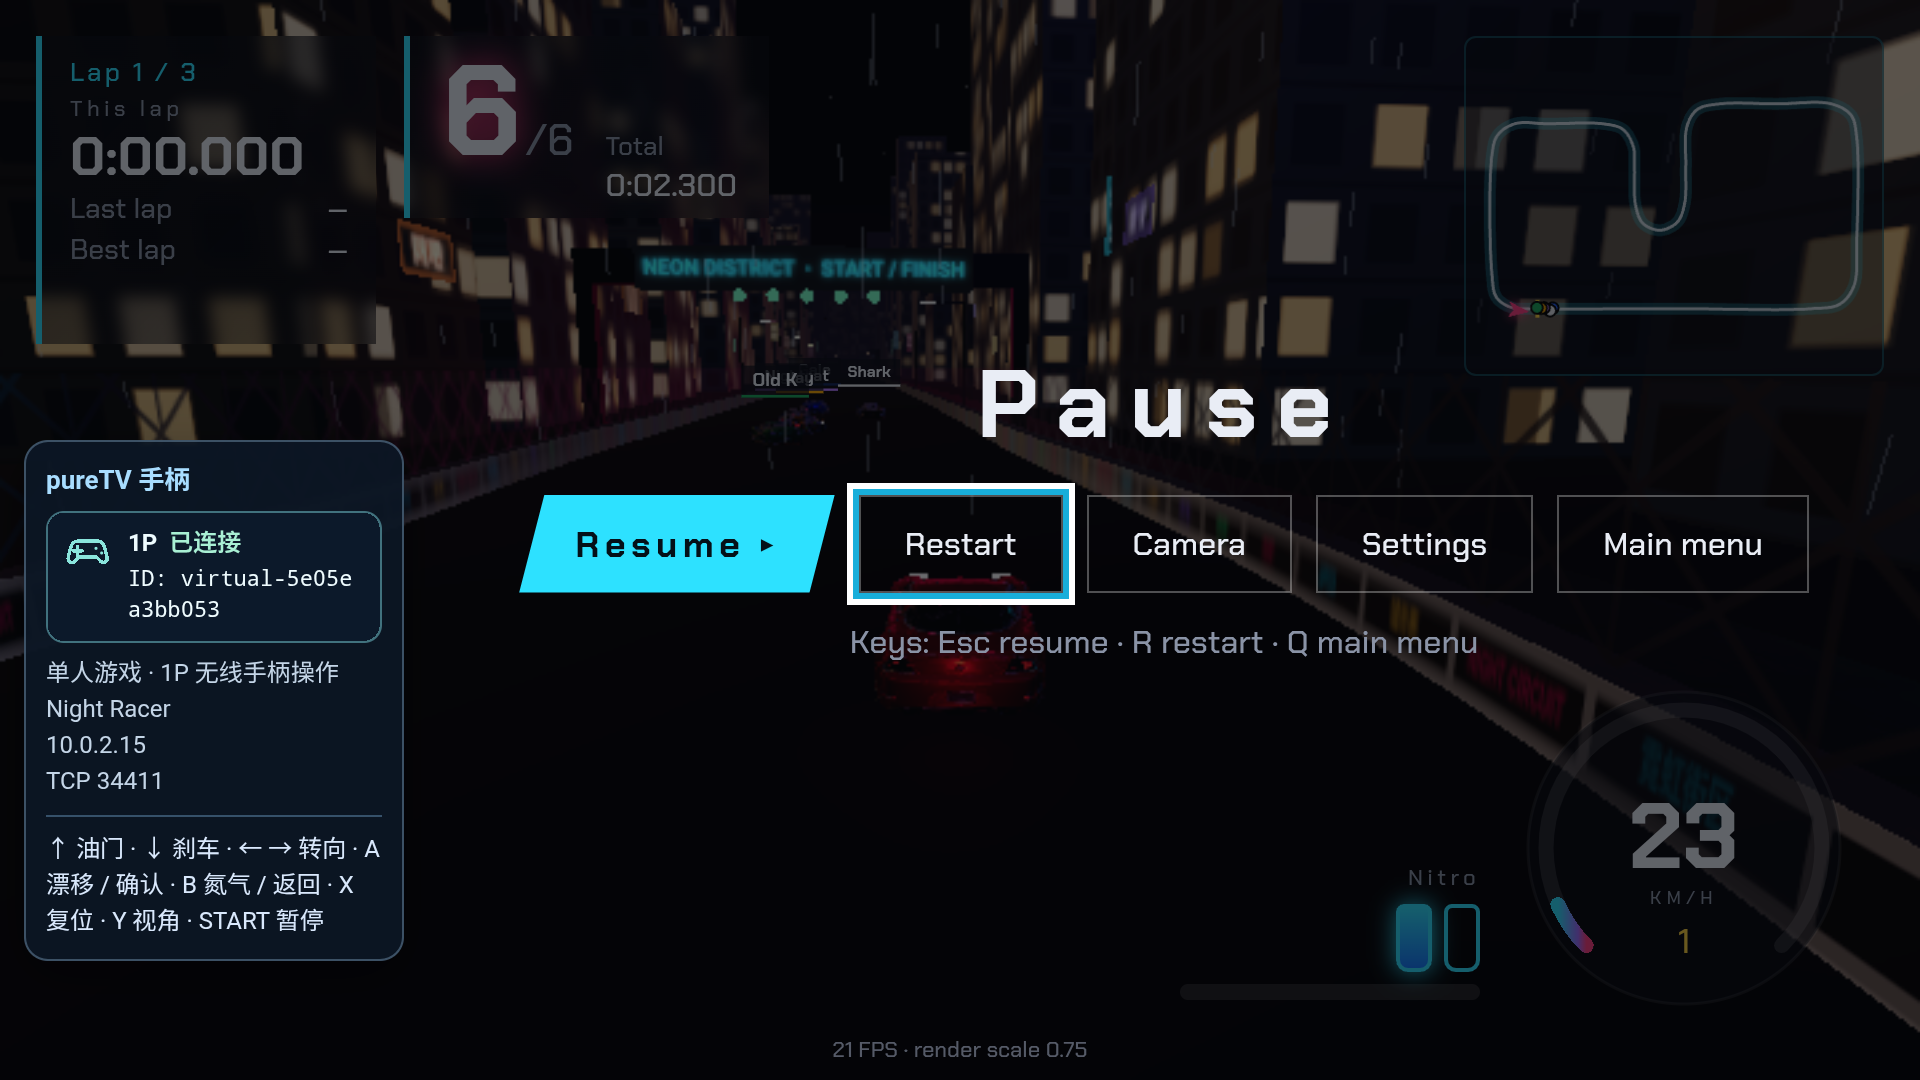 Lap 1 / 3
This lap
0:00.000
Last lap —
Best lap —
6/6
Total
0:02.300
NEON DISTRICT · START / FINISH
Old K
Shark
Pause
Resume ▸
Restart
Camera
Settings
Main menu
Keys: Esc resume · R restart · Q main menu
pureTV 手柄
1P 已连接
ID: virtual-5e05e
a3bb053
单人游戏 · 1P 无线手柄操作
Night Racer
10.0.2.15
TCP 34411
↑ 油门 · ↓ 刹车 · ←→ 转向 · A
漂移 / 确认 · B 氮气 / 返回 · X
复位 · Y 视角 · START 暂停
NIGHT CIRCUIT
Nitro
23
KM/H
1
21 FPS · render scale 0.75